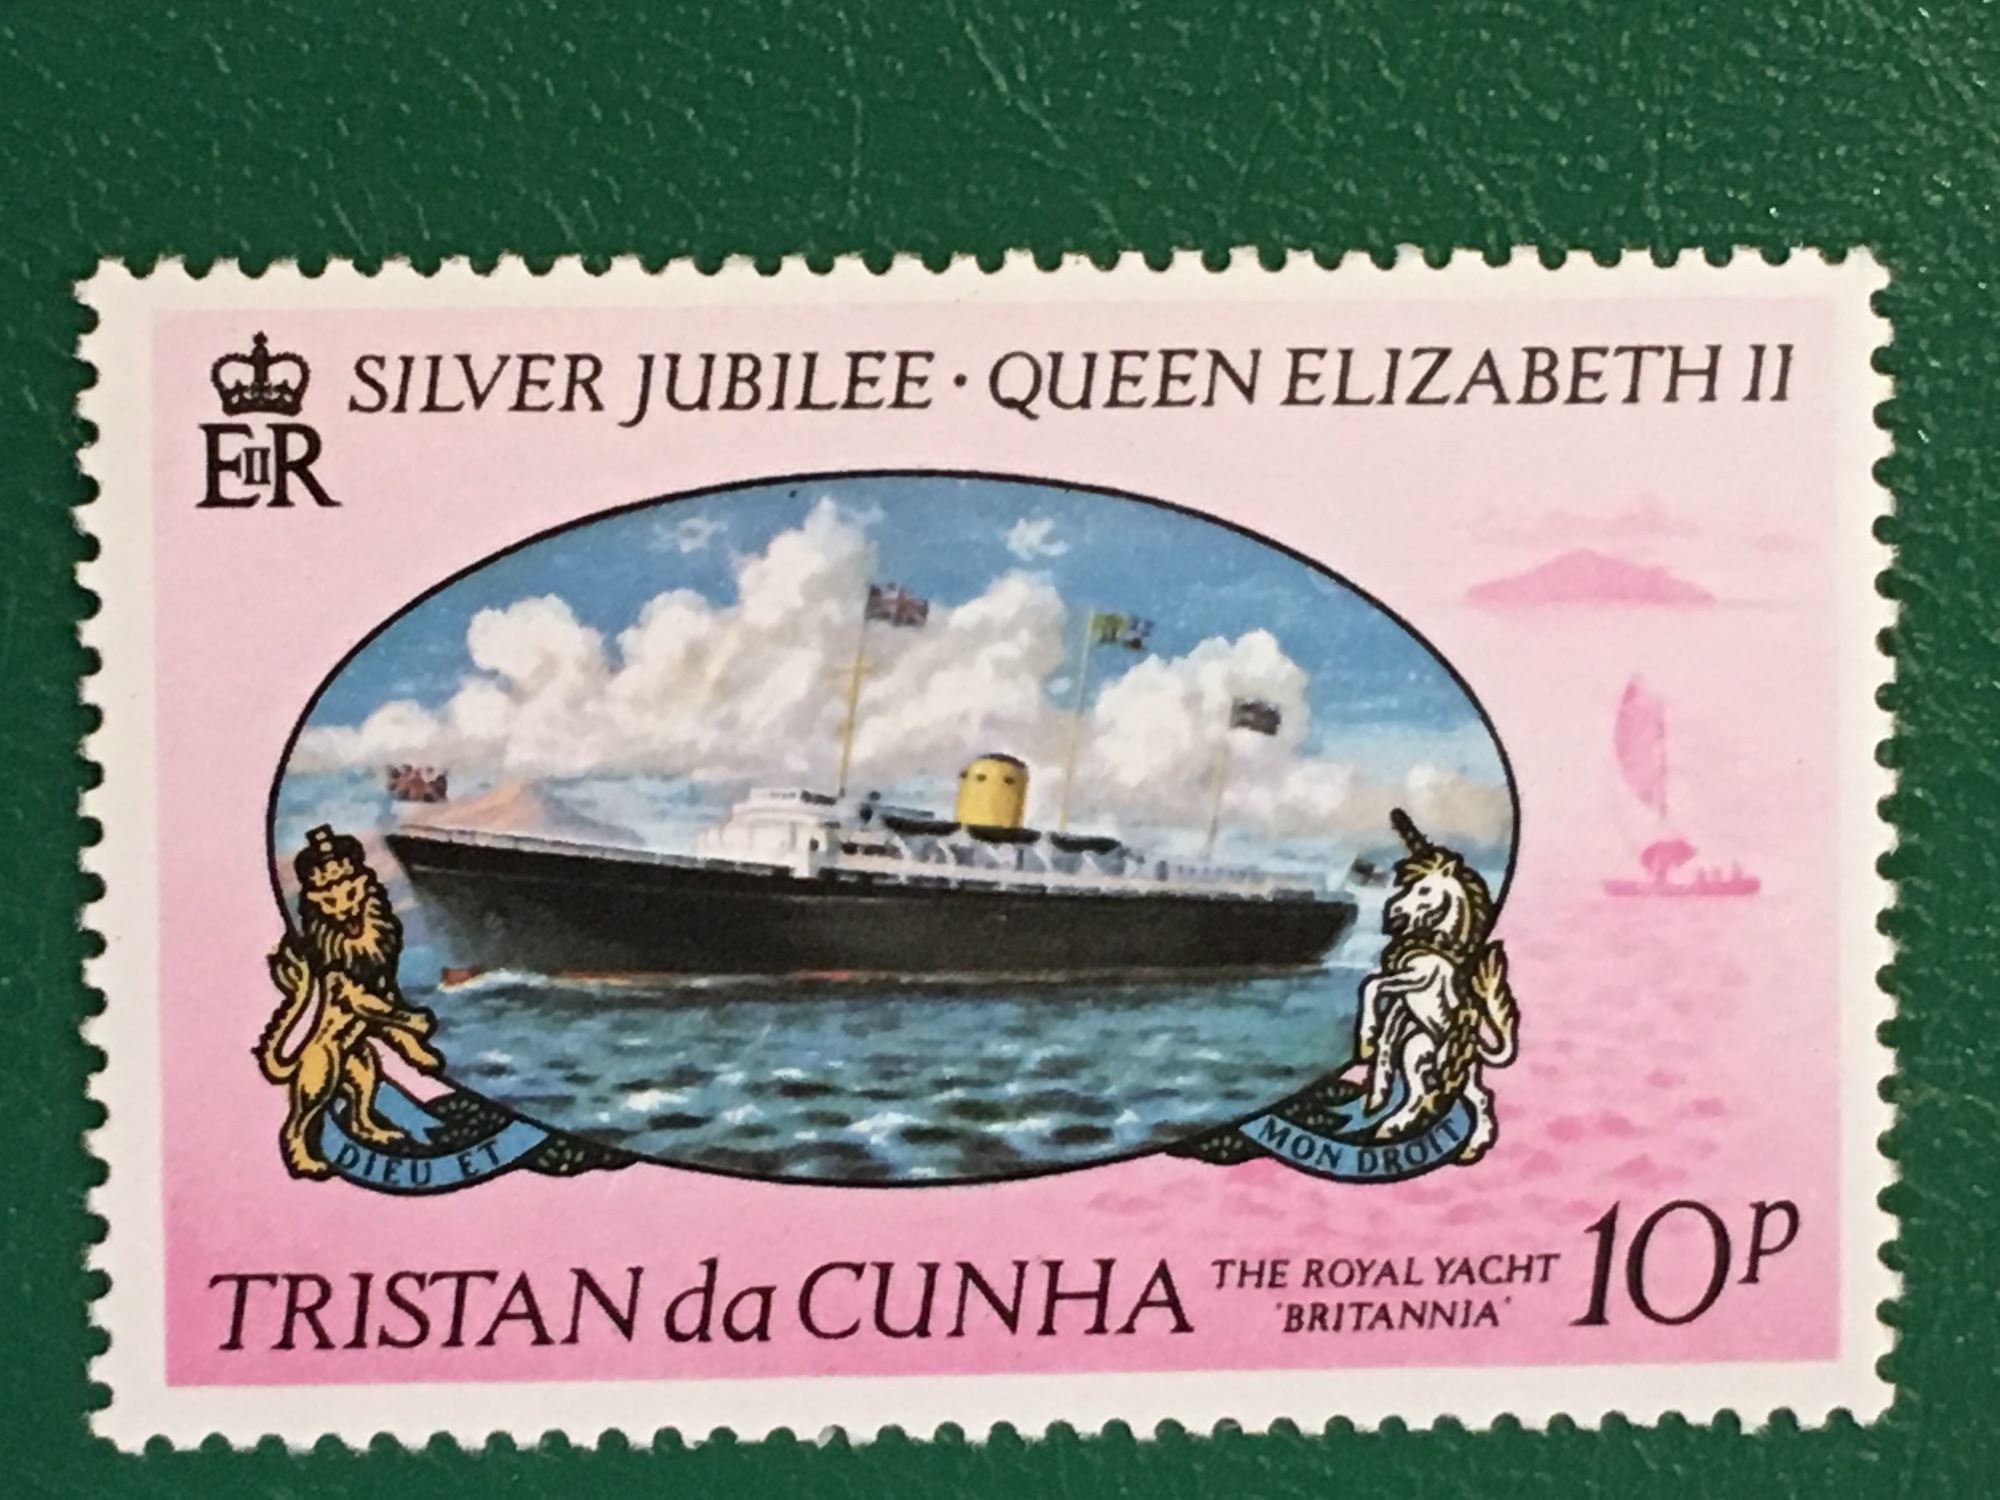 SILVER JUBILEE · QUEEN ELIZABETH II
EIIR
DIEU ET
MON DROIT
TRISTAN da CUNHA
THE ROYAL YACHT
'BRITANNIA'
10P